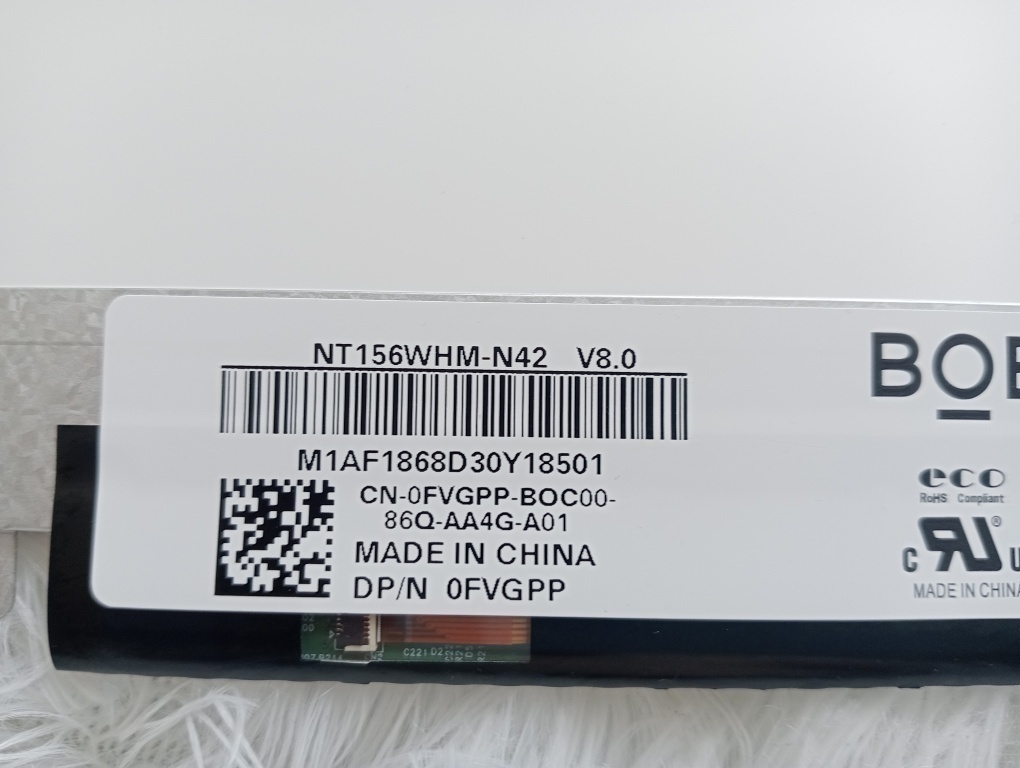 NT156WHM-N42 V8.0
M1AF1868D30Y18501
CN-0FVGPP-BOC00-
86Q-AA4G-A01
MADE IN CHINA
DP/N 0FVGPP
BOE
eco
RoHS Compliant
C U
MADE IN CHINA
C221